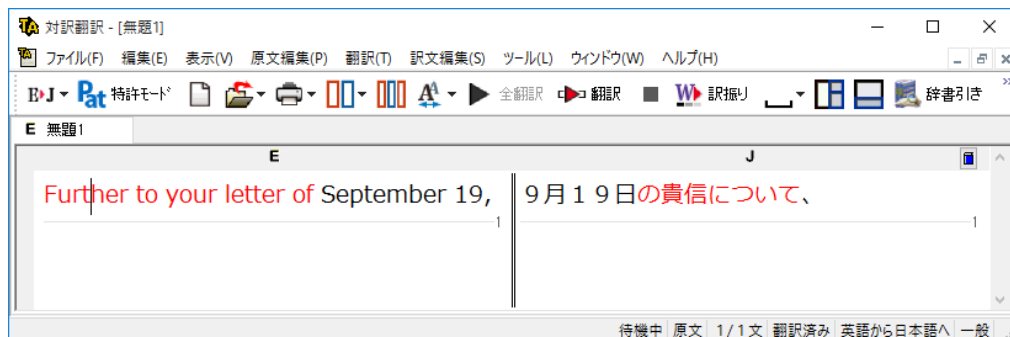 対訳翻訳 - [無題1]
ファイル(F) 編集(E) 表示(V) 原文編集(P) 翻訳(T) 訳文編集(S) ツール(L) ウィンドウ(W) ヘルプ(H)
E▸J Pat 特許モード 全翻訳 翻訳 W 訳振り 辞書引き
E 無題1
E J
Further to your letter of September 19, 9月19日の貴信について、
1 1
待機中 原文 1/1文 翻訳済み 英語から日本語へ 一般